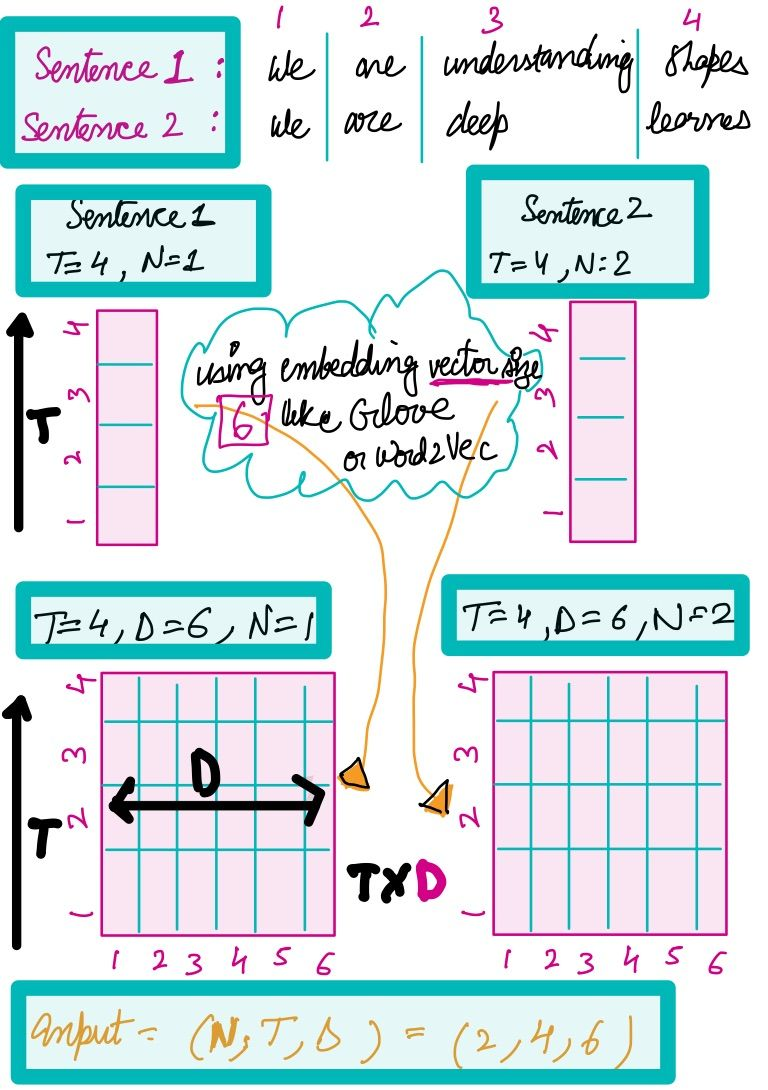 1 2 3 4
Sentence 1 : We are understanding shapes
Sentence 2 : We are deep learnes
Sentence 1
T=4, N=1
Sentence 2
T=4, N=2
4
3
2
1
T
using embedding vector size
6 like Glove
or word2Vec
4
3
2
1
T=4, D=6, N=1
T=4, D=6, N=2
4
3
2
1
T
D
1 2 3 4 5 6
TXD
4
3
2
1
1 2 3 4 5 6
Input = (N, T, D) = (2, 4, 6)